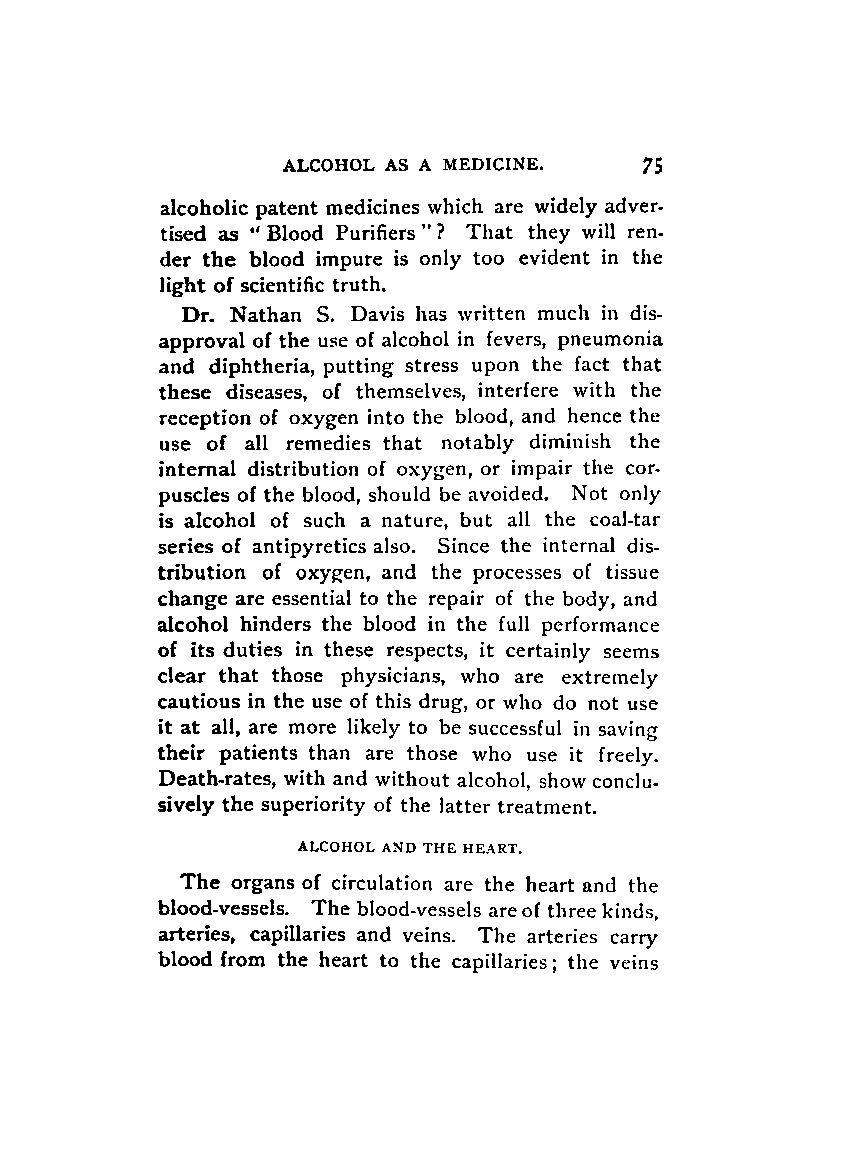 ALCOHOL AS A MEDICINE. 75
alcoholic patent medicines which are widely adver-
tised as "Blood Purifiers"? That they will ren-
der the blood impure is only too evident in the
light of scientific truth.
Dr. Nathan S. Davis has written much in dis-
approval of the use of alcohol in fevers, pneumonia
and diphtheria, putting stress upon the fact that
these diseases, of themselves, interfere with the
reception of oxygen into the blood, and hence the
use of all remedies that notably diminish the
internal distribution of oxygen, or impair the cor-
puscles of the blood, should be avoided. Not only
is alcohol of such a nature, but all the coal-tar
series of antipyretics also. Since the internal dis-
tribution of oxygen, and the processes of tissue
change are essential to the repair of the body, and
alcohol hinders the blood in the full performance
of its duties in these respects, it certainly seems
clear that those physicians, who are extremely
cautious in the use of this drug, or who do not use
it at all, are more likely to be successful in saving
their patients than are those who use it freely.
Death-rates, with and without alcohol, show conclu-
sively the superiority of the latter treatment.
ALCOHOL AND THE HEART.
The organs of circulation are the heart and the
blood-vessels. The blood-vessels are of three kinds,
arteries, capillaries and veins. The arteries carry
blood from the heart to the capillaries; the veins